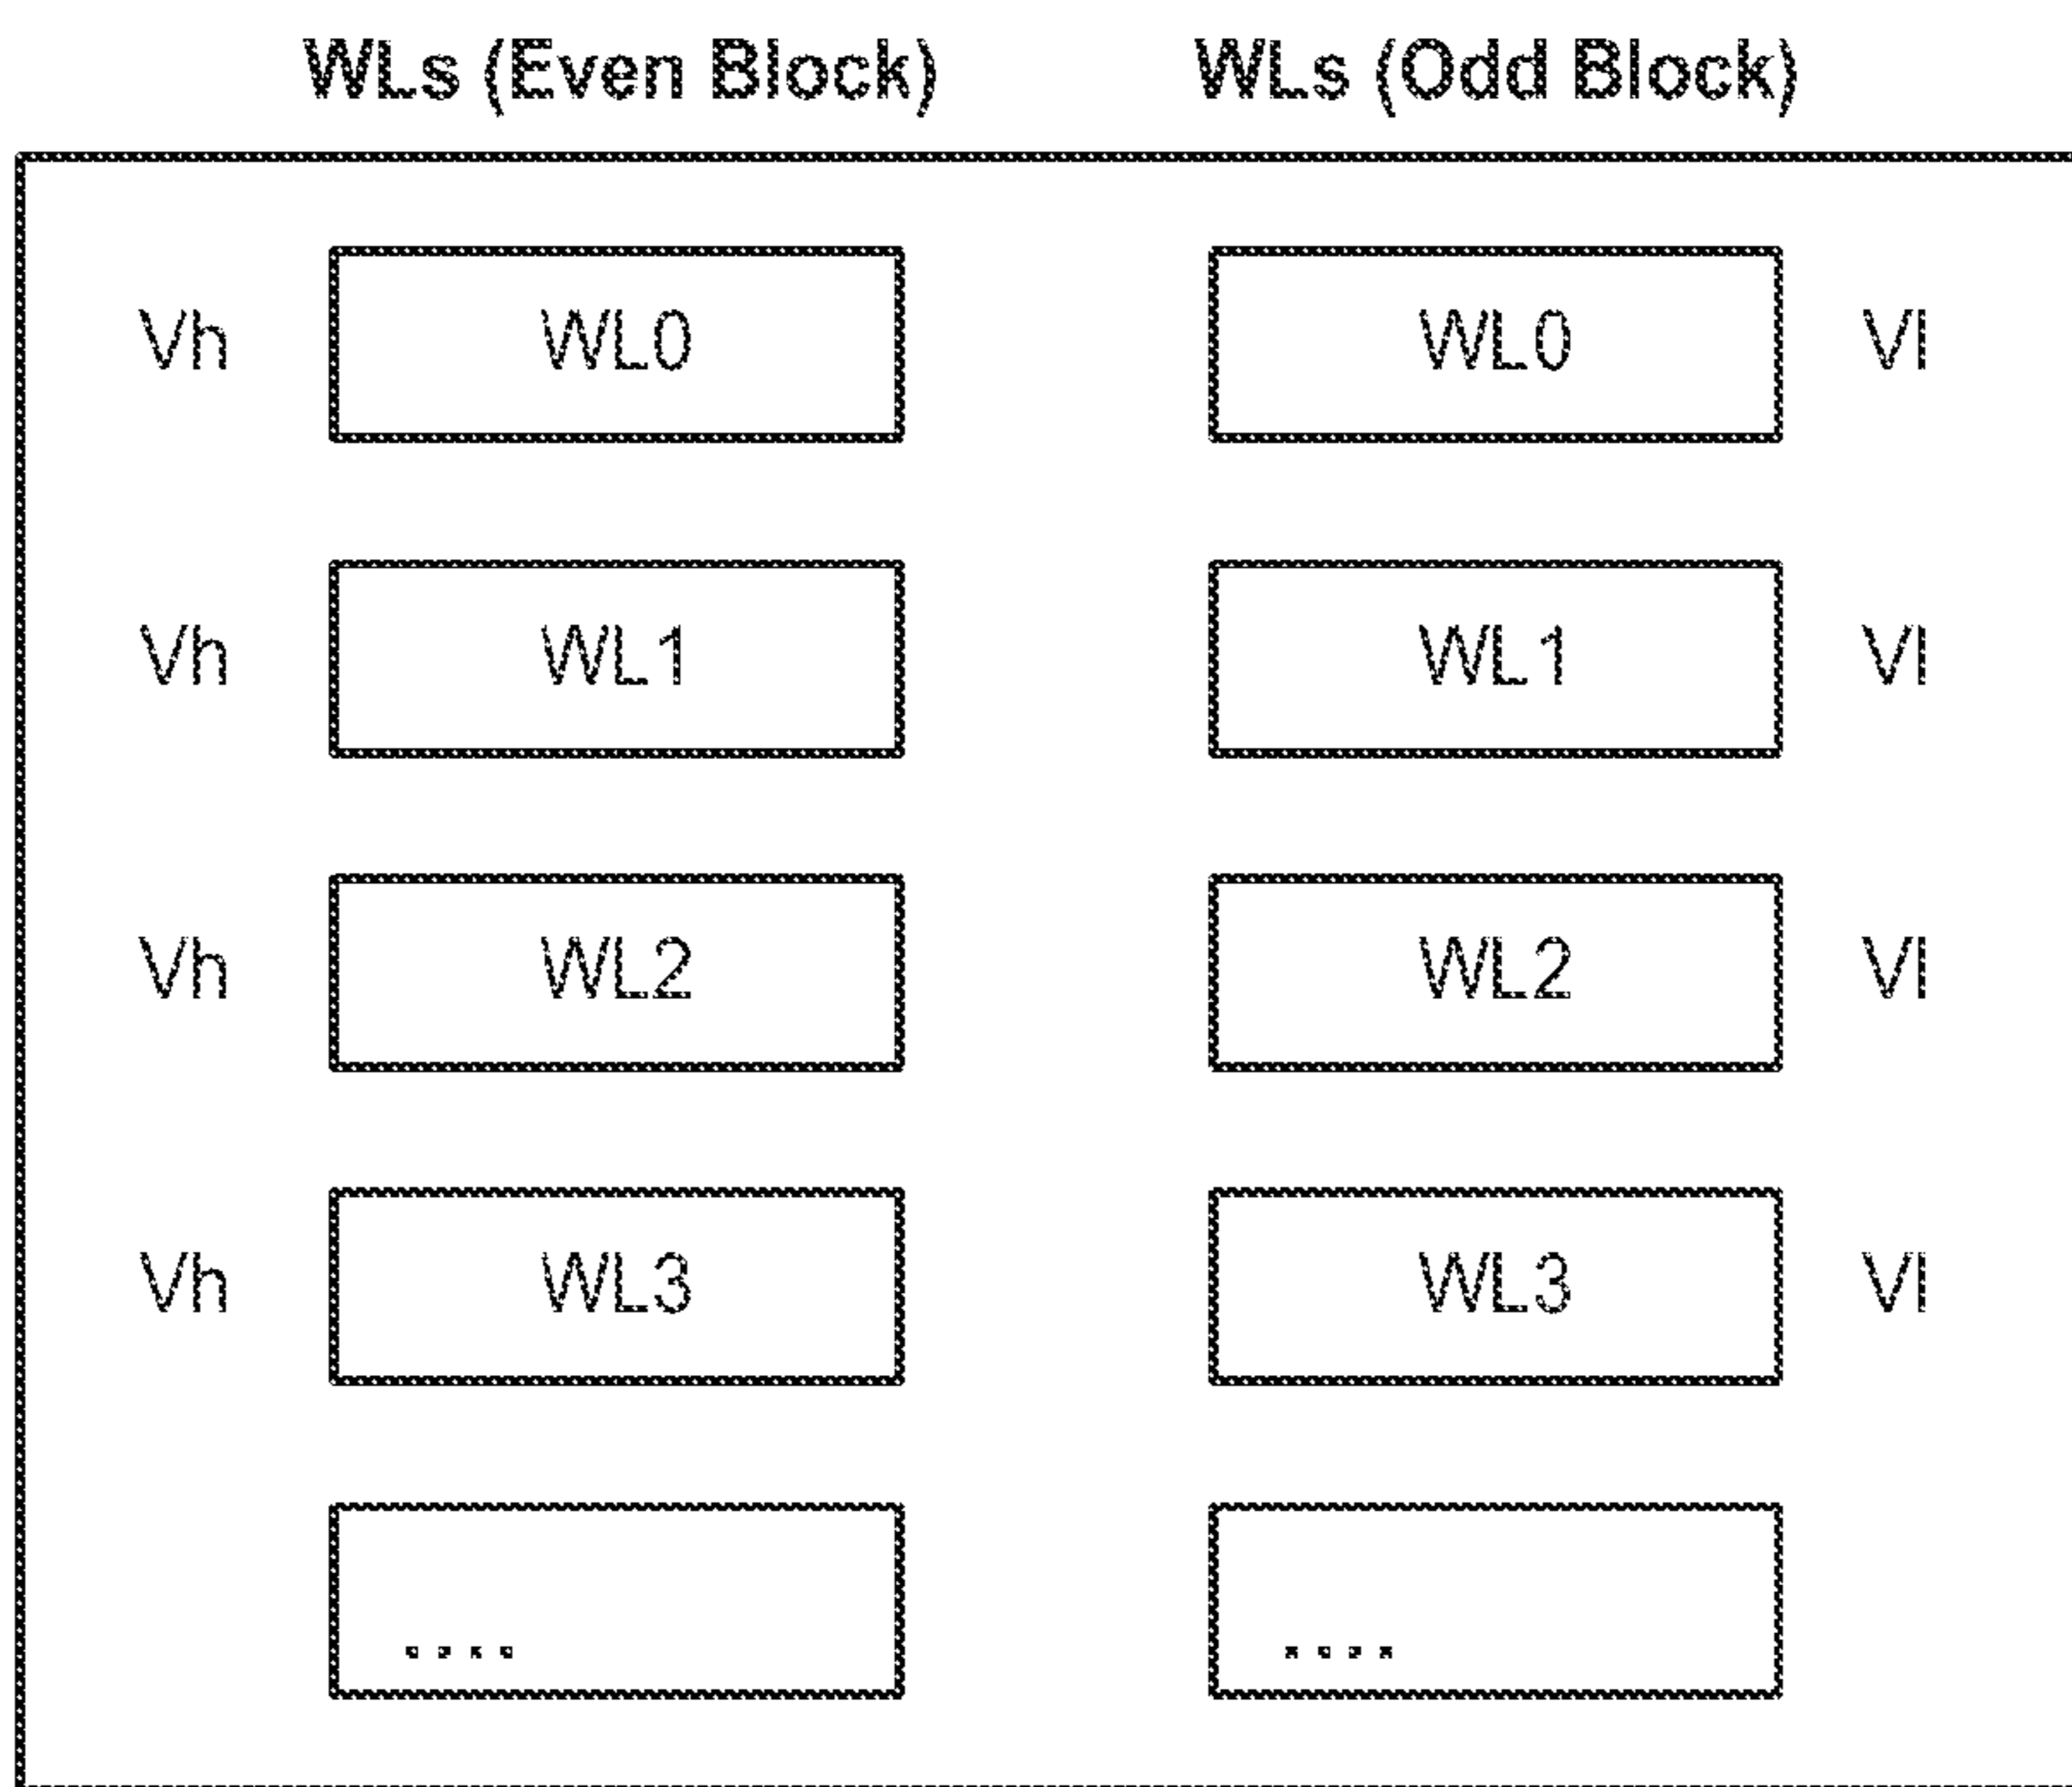 WLs (Even Block) WLs (Odd Block)
Vh WL0 WL0 Vl
Vh WL1 WL1 Vl
Vh WL2 WL2 Vl
Vh WL3 WL3 Vl
.... ....